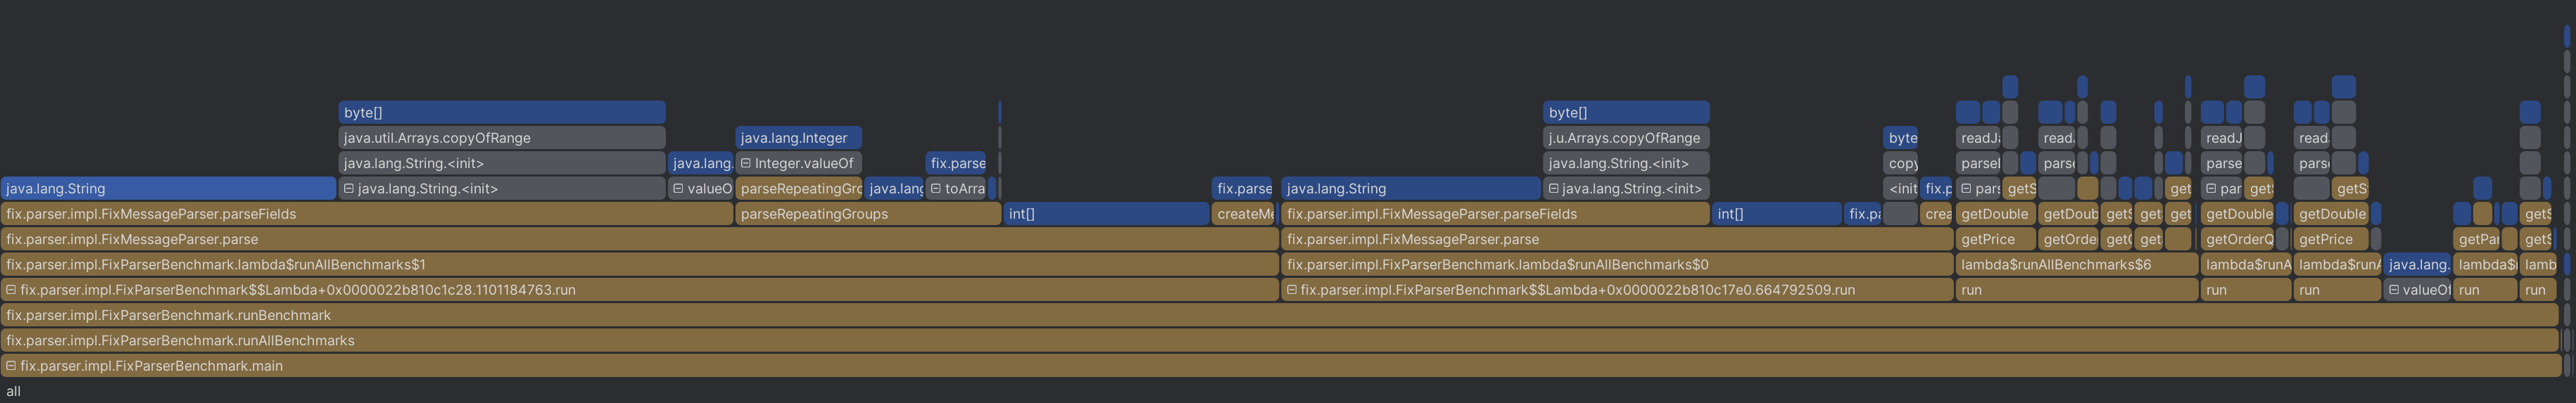 byte[]
byte[]
java.util.Arrays.copyOfRange
java.lang.Integer
j.u.Arrays.copyOfRange
byte
readJ
read.
readJ
read.
java.lang.String.<init>
java.lang.
Integer.valueOf
fix.parse
java.lang.String.<init>
copy
parse
parse
parse
parse
java.lang.String
java.lang.String.<init>
valueO
parseRepeatingGro
java.lang
toArra
fix.parse
java.lang.String
java.lang.String.<init>
<init
fix.p
pars
getS
get
par
get
getS
fix.parser.impl.FixMessageParser.parseFields
parseRepeatingGroups
int[]
createMe
fix.parser.impl.FixMessageParser.parseFields
int[]
fix.pa
crea
getDouble
getDoub
getS
get
get
getDouble
getDouble
getS
fix.parser.impl.FixMessageParser.parse
fix.parser.impl.FixMessageParser.parse
getPrice
getOrde
get
get
getOrderQ
getPrice
getPar
getS
fix.parser.impl.FixParserBenchmark.lambda$runAllBenchmarks$1
fix.parser.impl.FixParserBenchmark.lambda$runAllBenchmarks$0
lambda$runAllBenchmarks$6
lambda$runA
lambda$runA
java.lang.
lambda$r
lamb
fix.parser.impl.FixParserBenchmark$$Lambda+0x0000022b810c1c28.1101184763.run
fix.parser.impl.FixParserBenchmark$$Lambda+0x0000022b810c17e0.664792509.run
run
run
run
valueOf
run
run
fix.parser.impl.FixParserBenchmark.runBenchmark
fix.parser.impl.FixParserBenchmark.runAllBenchmarks
fix.parser.impl.FixParserBenchmark.main
all